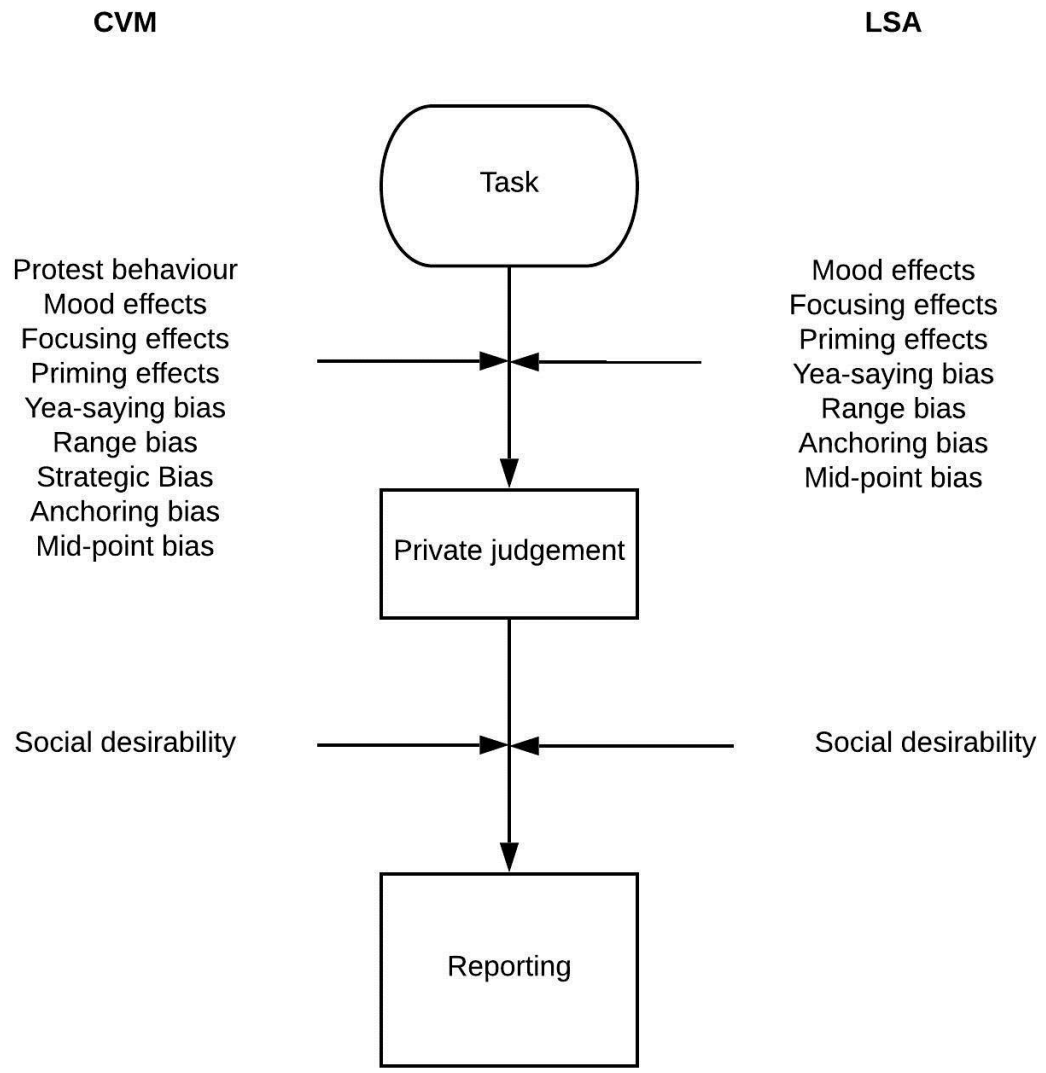 CVM
LSA
Task
Protest behaviour
Mood effects
Focusing effects
Priming effects
Yea-saying bias
Range bias
Strategic Bias
Anchoring bias
Mid-point bias
Mood effects
Focusing effects
Priming effects
Yea-saying bias
Range bias
Anchoring bias
Mid-point bias
Private judgement
Social desirability
Social desirability
Reporting